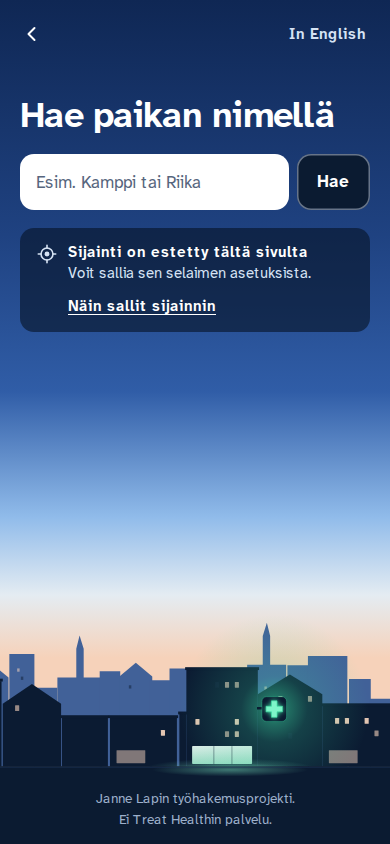 In English
Hae paikan nimellä
Esim. Kamppi tai Riika
Hae
Sijainti on estetty tältä sivulta
Voit sallia sen selaimen asetuksista.
Näin sallit sijainnin
Janne Lapin työhakemusprojekti.
Ei Treat Healthin palvelu.